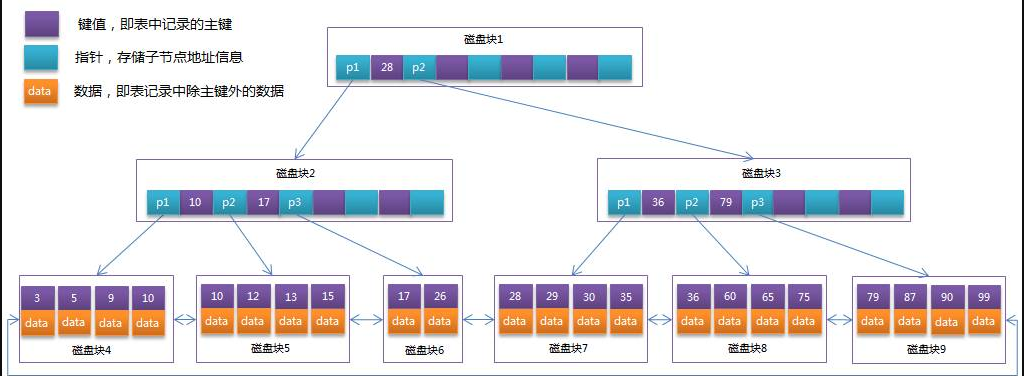 键值，即表中记录的主键
指针，存储子节点地址信息
data 数据，即表记录中除主键外的数据
磁盘块1
p1 28 p2
磁盘块2
p1 10 p2 17 p3
磁盘块3
p1 36 p2 79 p3
3 5 9 10
data data data data
磁盘块4
10 12 13 15
data data data data
磁盘块5
17 26
data data
磁盘块6
28 29 30 35
data data data data
磁盘块7
36 60 65 75
data data data data
磁盘块8
79 87 90 99
data data data data
磁盘块9